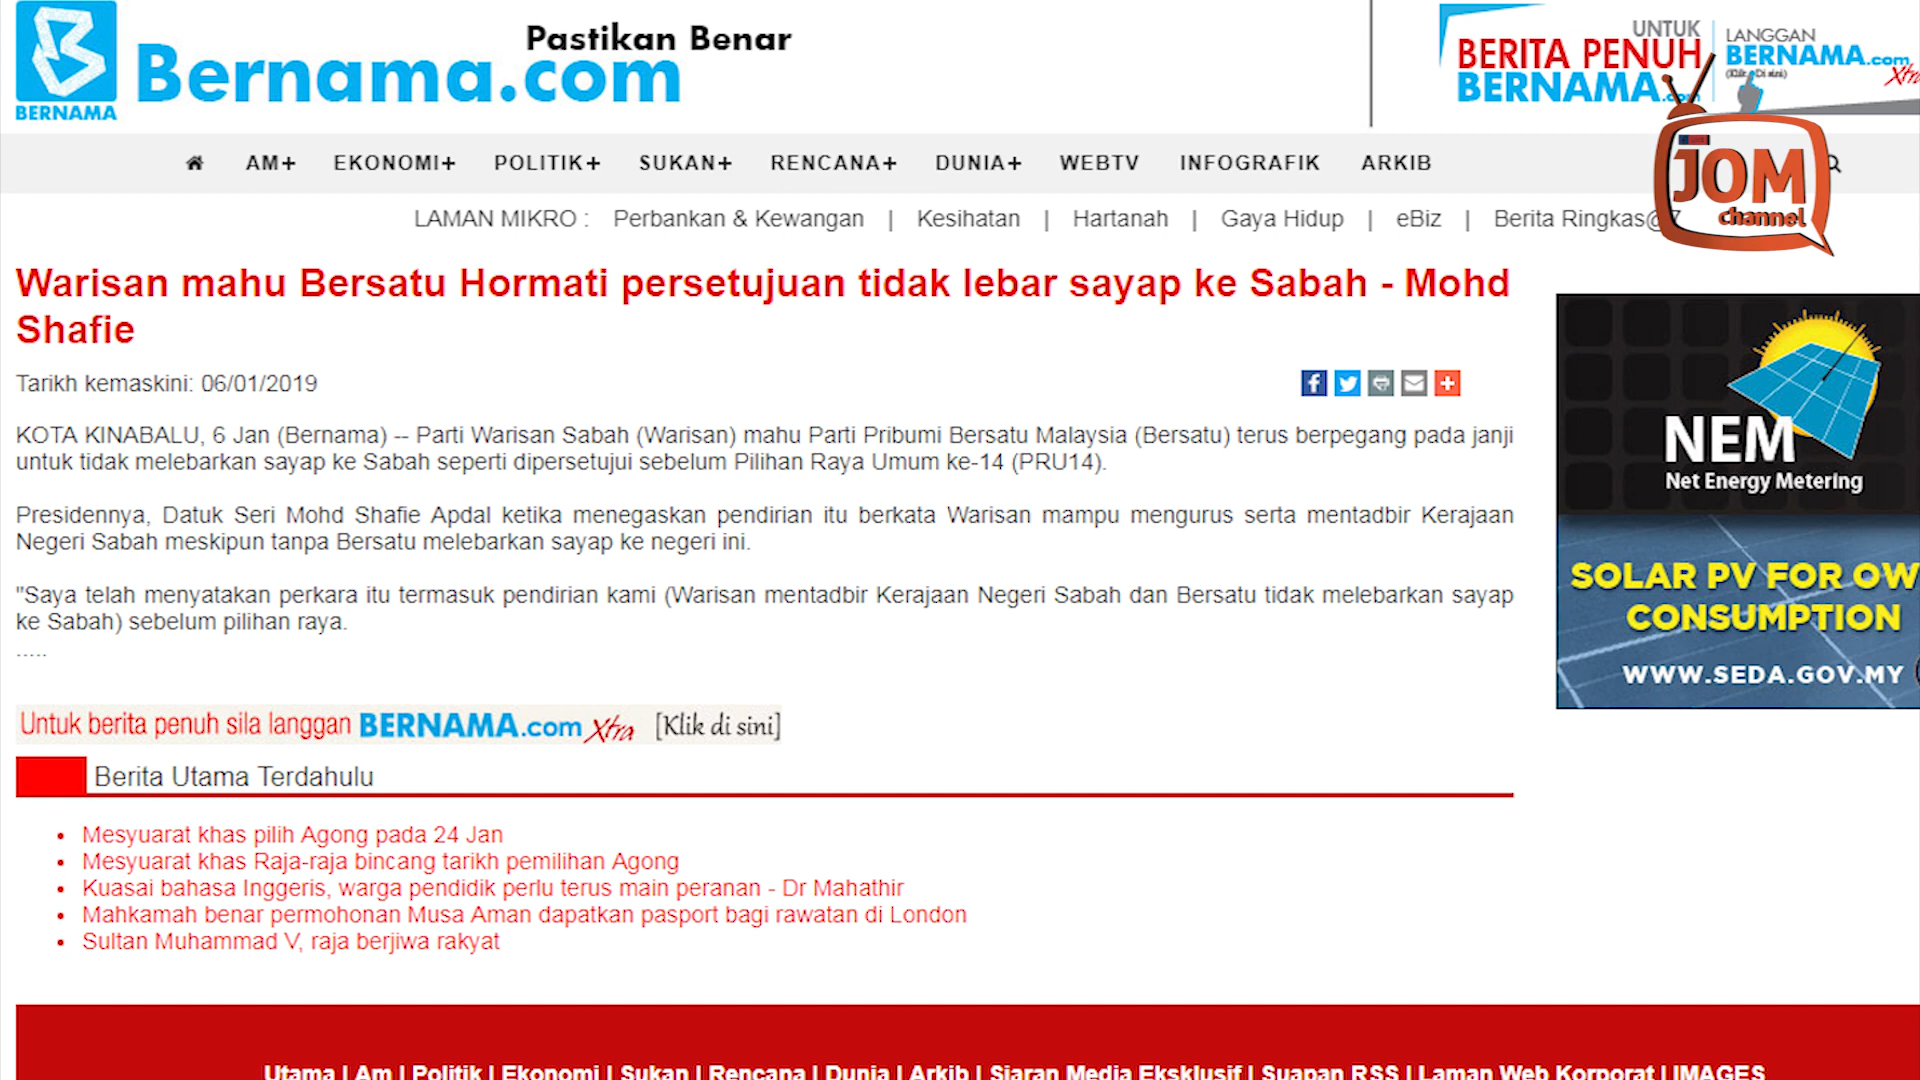 Pastikan Benar
Bernama.com
BERNAMA
UNTUK
BERITA PENUH
BERNAMA.com
LANGGAN
BERNAMA.com
(Klik Di sini)
JOM
channel
AM+ EKONOMI+ POLITIK+ SUKAN+ RENCANA+ DUNIA+ WEBTV INFOGRAFIK ARKIB
LAMAN MIKRO : Perbankan & Kewangan | Kesihatan | Hartanah | Gaya Hidup | eBiz | Berita Ringkas@7
Warisan mahu Bersatu Hormati persetujuan tidak lebar sayap ke Sabah - Mohd
Shafie
Tarikh kemaskini: 06/01/2019
KOTA KINABALU, 6 Jan (Bernama) -- Parti Warisan Sabah (Warisan) mahu Parti Pribumi Bersatu Malaysia (Bersatu) terus berpegang pada janji
untuk tidak melebarkan sayap ke Sabah seperti dipersetujui sebelum Pilihan Raya Umum ke-14 (PRU14).
Presidennya, Datuk Seri Mohd Shafie Apdal ketika menegaskan pendirian itu berkata Warisan mampu mengurus serta mentadbir Kerajaan
Negeri Sabah meskipun tanpa Bersatu melebarkan sayap ke negeri ini.
"Saya telah menyatakan perkara itu termasuk pendirian kami (Warisan mentadbir Kerajaan Negeri Sabah dan Bersatu tidak melebarkan sayap
ke Sabah) sebelum pilihan raya.
.....
Untuk berita penuh sila langgan BERNAMA.com Xtra [Klik di sini]
Berita Utama Terdahulu
• Mesyuarat khas pilih Agong pada 24 Jan
• Mesyuarat khas Raja-raja bincang tarikh pemilihan Agong
• Kuasai bahasa Inggeris, warga pendidik perlu terus main peranan - Dr Mahathir
• Mahkamah benar permohonan Musa Aman dapatkan pasport bagi rawatan di London
• Sultan Muhammad V, raja berjiwa rakyat
NEM
Net Energy Metering
SOLAR PV FOR OW
CONSUMPTION
WWW.SEDA.GOV.MY
Utama | Am | Politik | Ekonomi | Sukan | Rencana | Dunia | Arkib | Siaran Media Eksklusif | Suapan RSS | Laman Web Korporat | IMAGES